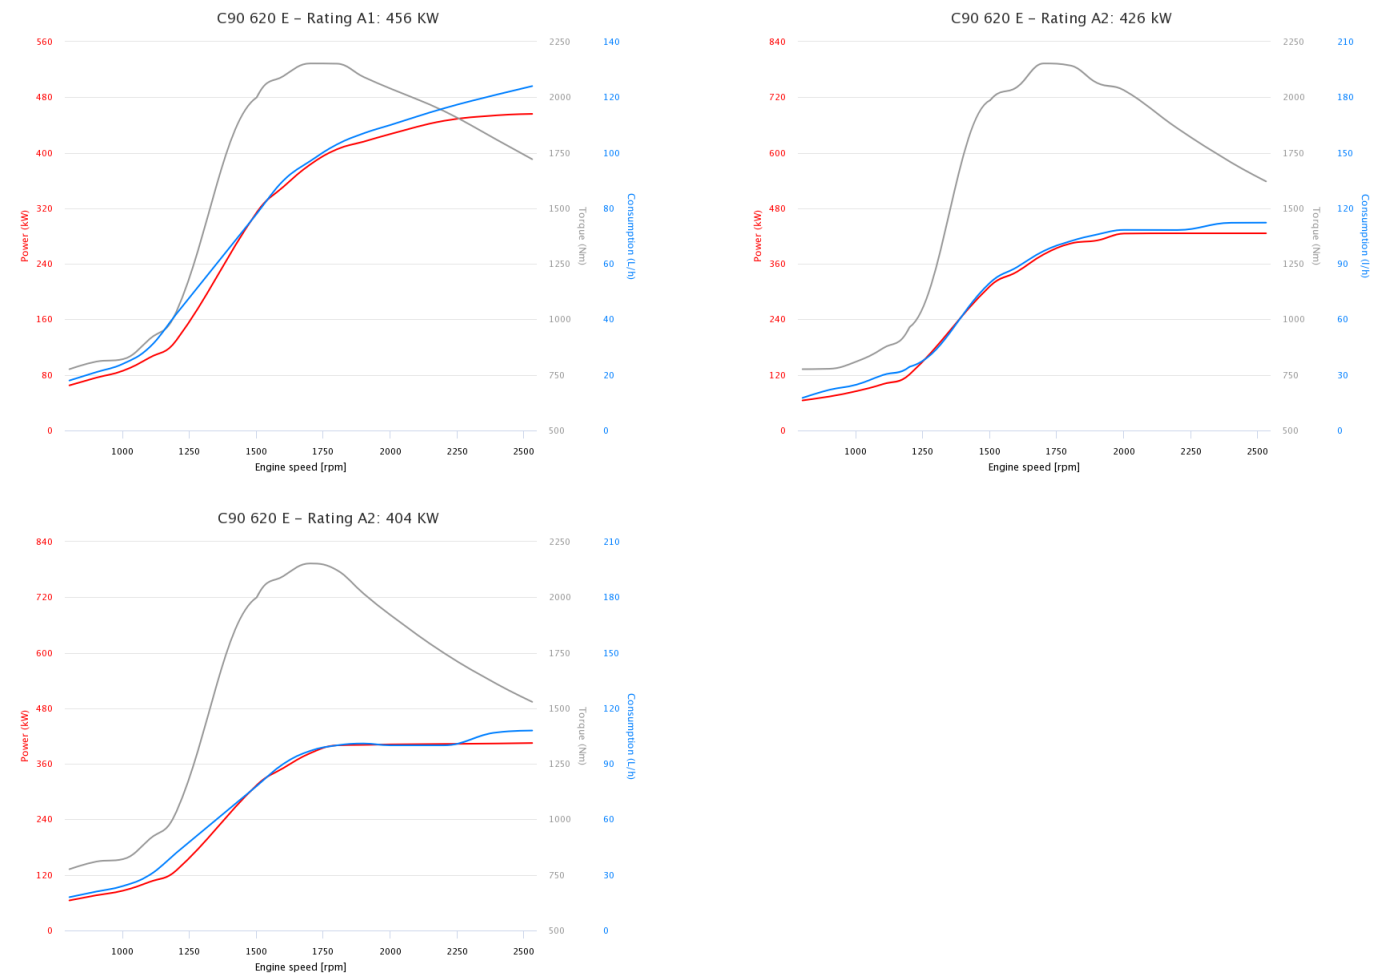 C90 620 E – Rating A1: 456 KW
560 2250 140
480 2000 120
400 1750 100
320 1500 80
240 1250 60
160 1000 40
80 750 20
0 500 0
Power (kW)
Torque (Nm)
Consumption (L/h)
1000 1250 1500 1750 2000 2250 2500
Engine speed [rpm]
C90 620 E – Rating A2: 426 kW
840 2250 210
720 2000 180
600 1750 150
480 1500 120
360 1250 90
240 1000 60
120 750 30
0 500 0
Power (kW)
Torque (Nm)
Consumption (l/h)
1000 1250 1500 1750 2000 2250 2500
Engine speed [rpm]
C90 620 E – Rating A2: 404 KW
840 2250 210
720 2000 180
600 1750 150
480 1500 120
360 1250 90
240 1000 60
120 750 30
0 500 0
Power (kW)
Torque (Nm)
Consumption (L/h)
1000 1250 1500 1750 2000 2250 2500
Engine speed [rpm]